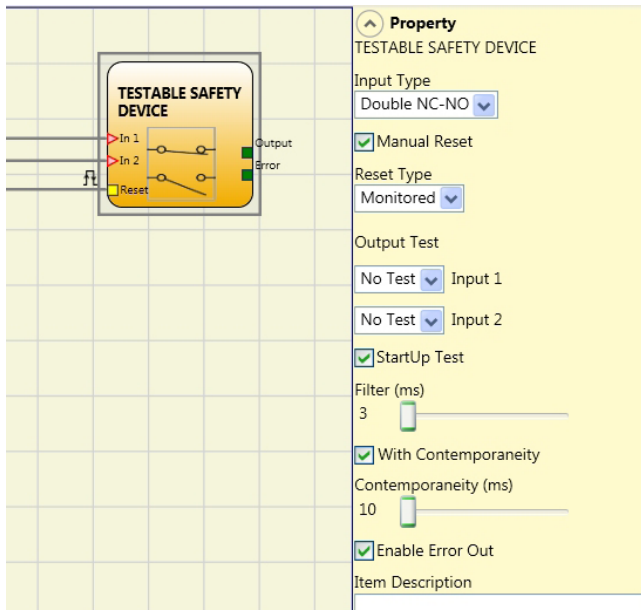 TESTABLE SAFETY
DEVICE
In 1
In 2
Reset
Output
Error
Property
TESTABLE SAFETY DEVICE
Input Type
Double NC-NO
Manual Reset
Reset Type
Monitored
Output Test
No Test Input 1
No Test Input 2
StartUp Test
Filter (ms)
3
With Contemporaneity
Contemporaneity (ms)
10
Enable Error Out
Item Description